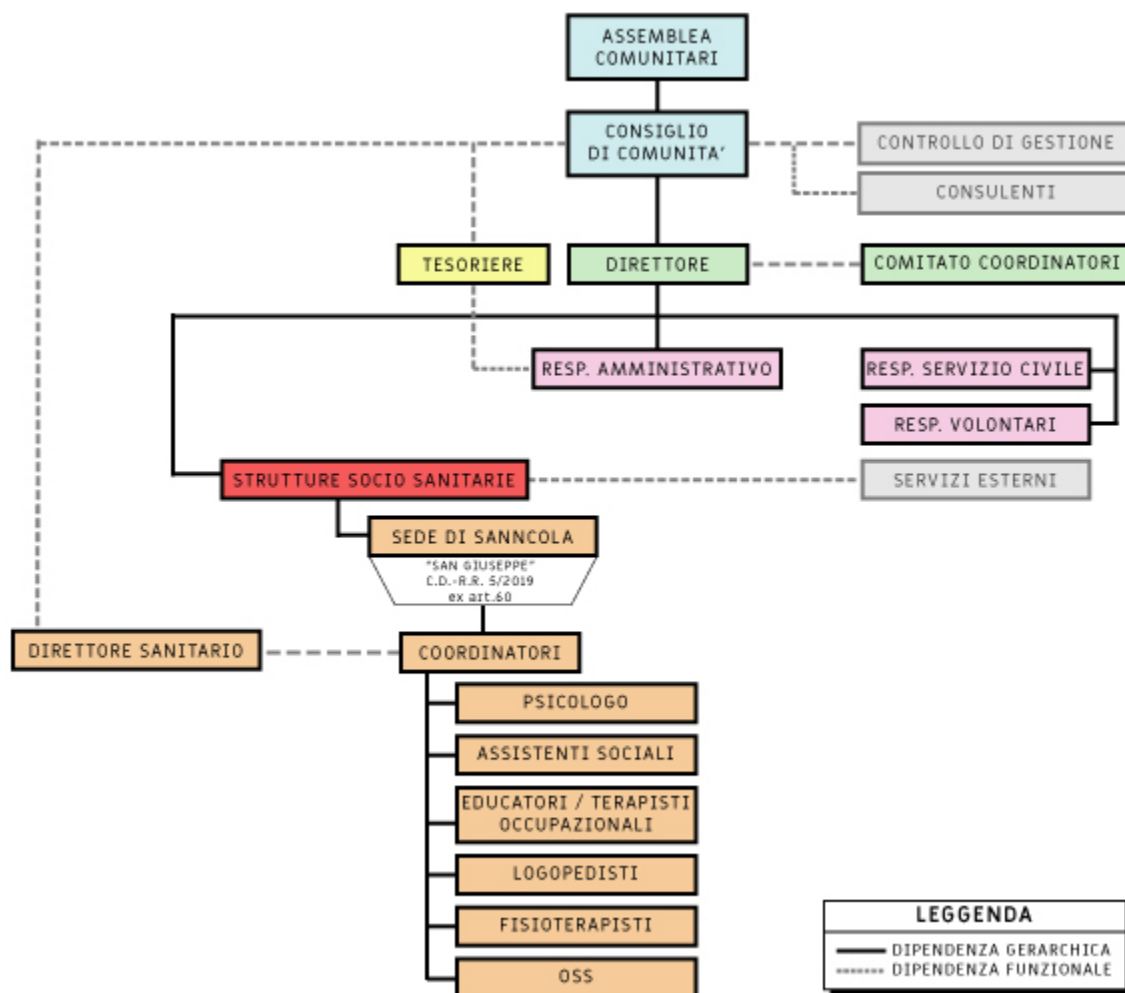 ASSEMBLEA
COMUNITARI
CONSIGLIO
DI COMUNITA'
CONTROLLO DI GESTIONE
CONSULENTI
TESORIERE
DIRETTORE
COMITATO COORDINATORI
RESP. AMMINISTRATIVO
RESP. SERVIZIO CIVILE
RESP. VOLONTARI
STRUTTURE SOCIO SANITARIE
SERVIZI ESTERNI
SEDE DI SANNCOLA
"SAN GIUSEPPE"
C.D.-R.R. 5/2019
ex art.60
DIRETTORE SANITARIO
COORDINATORI
PSICOLOGO
ASSISTENTI SOCIALI
EDUCATORI / TERAPISTI
OCCUPAZIONALI
LOGOPEDISTI
FISIOTERAPISTI
OSS
LEGGENDA
DIPENDENZA GERARCHICA
DIPENDENZA FUNZIONALE